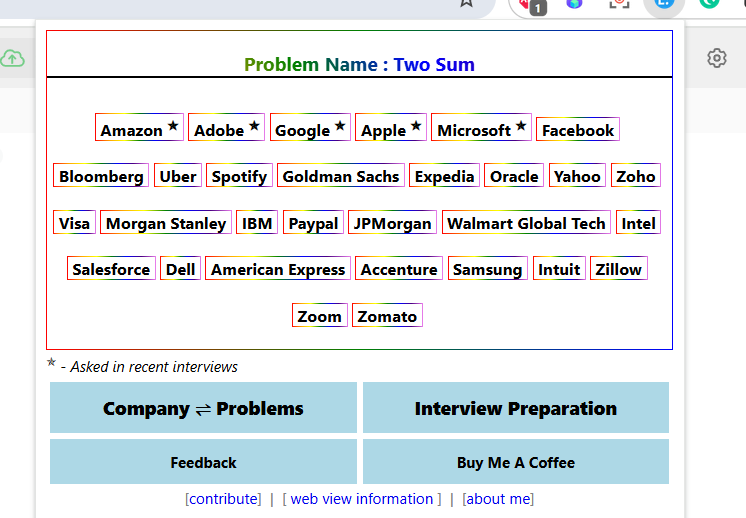 1
Problem Name : Two Sum
Amazon ★ Adobe ★ Google ★ Apple ★ Microsoft ★ Facebook
Bloomberg Uber Spotify Goldman Sachs Expedia Oracle Yahoo Zoho
Visa Morgan Stanley IBM Paypal JPMorgan Walmart Global Tech Intel
Salesforce Dell American Express Accenture Samsung Intuit Zillow
Zoom Zomato
★ - Asked in recent interviews
Company ⇌ Problems Interview Preparation
Feedback Buy Me A Coffee
[contribute] | [ web view information ] | [about me]